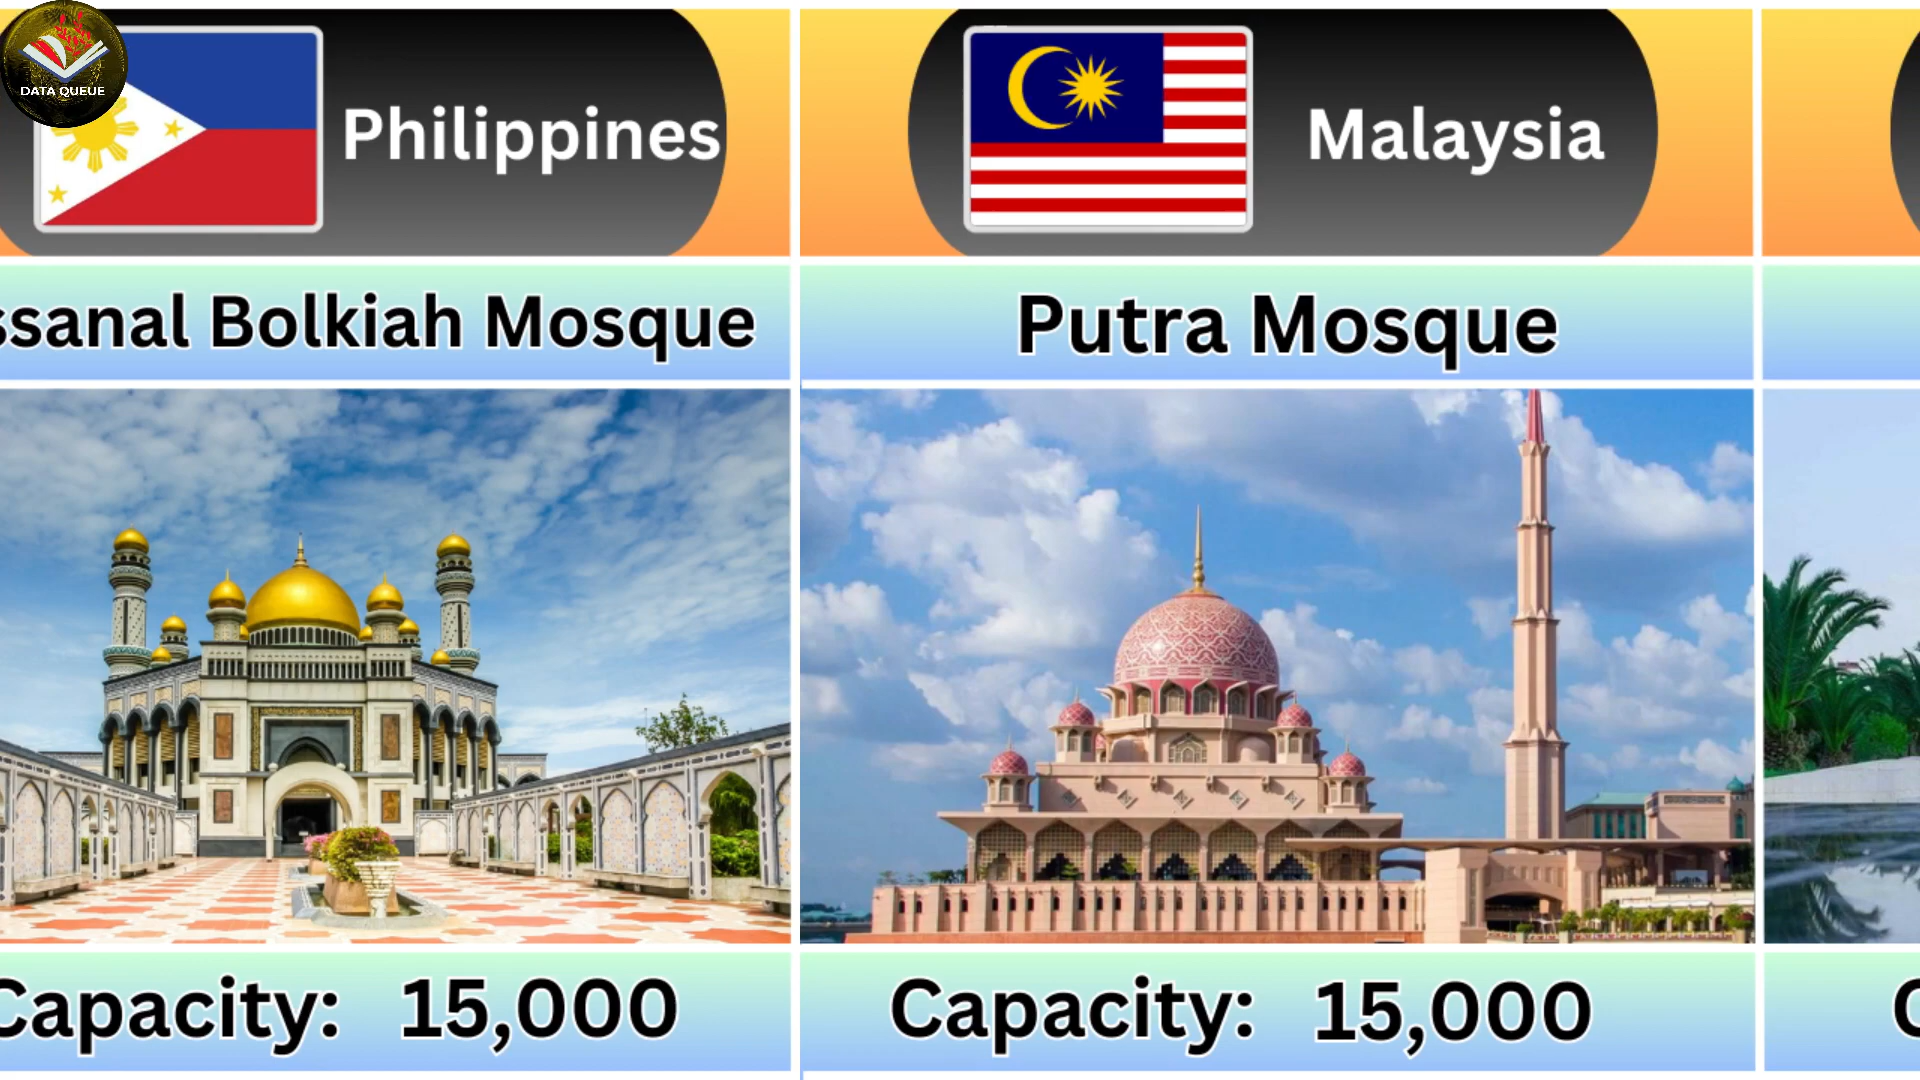 DATA QUEUE
Philippines
Malaysia
ssanal Bolkiah Mosque
Putra Mosque
Capacity: 15,000
Capacity: 15,000